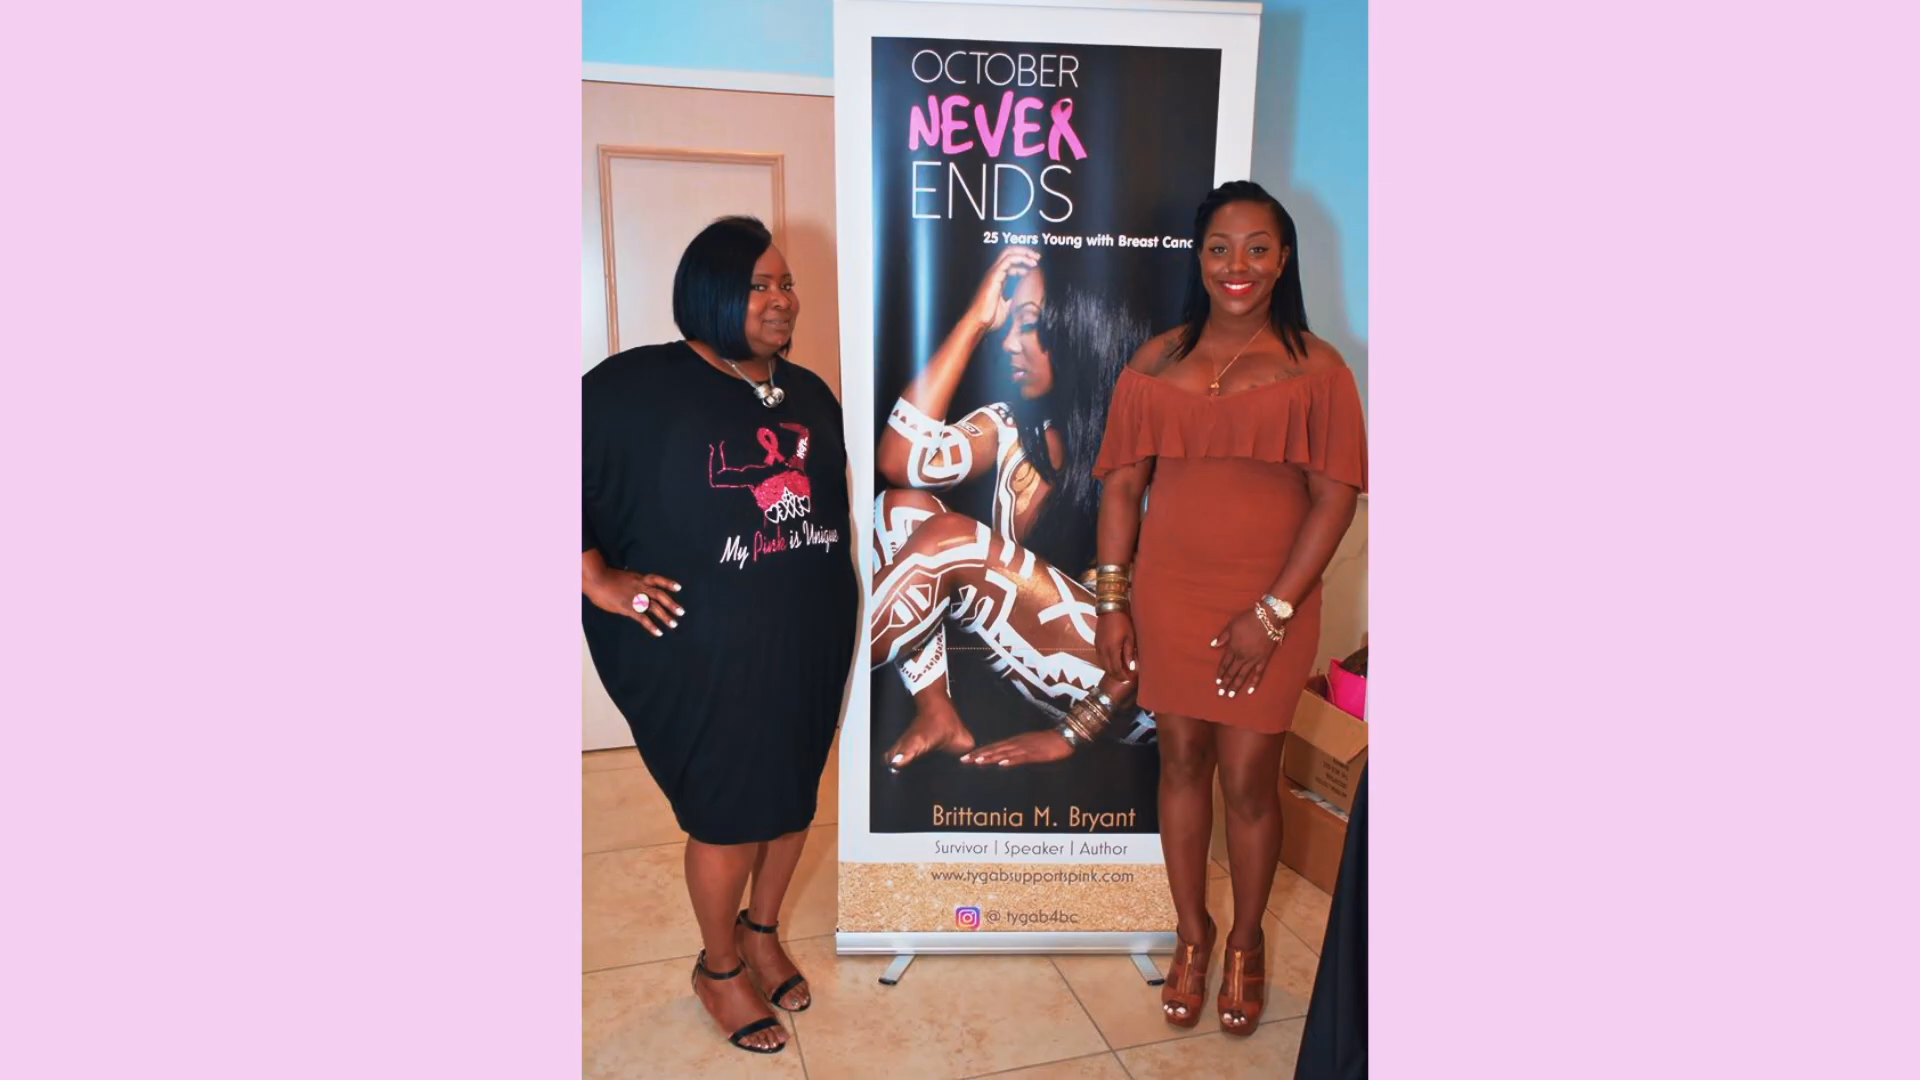 OCTOBER
NEVER
ENDS
25 Years Young with Breast Canc
My Pink is Unique
Brittania M. Bryant
Survivor | Speaker | Author
www.tygabsupportspink.com
@ tygab4bc